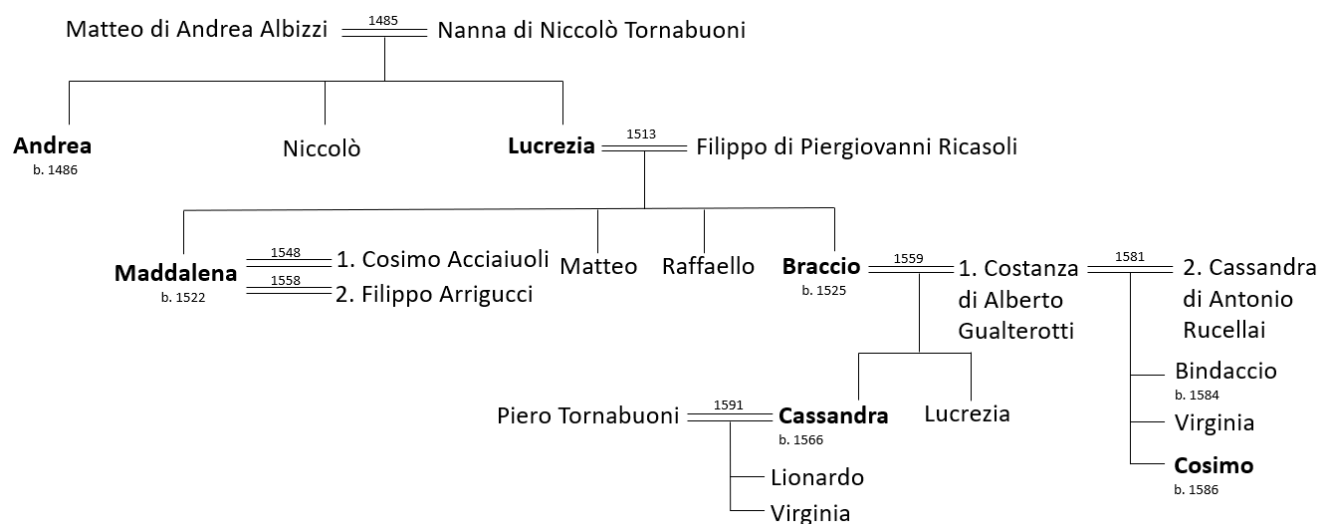 1485
Matteo di Andrea Albizzi
Nanna di Niccolò Tornabuoni
Andrea
b. 1486
Niccolò
Lucrezia
1513
Filippo di Piergiovanni Ricasoli
Maddalena
b. 1522
1548
1. Cosimo Acciaiuoli
1558
2. Filippo Arrigucci
Matteo
Raffaello
Braccio
b. 1525
1559
1. Costanza
di Alberto
Gualterotti
1581
2. Cassandra
di Antonio
Rucellai
Bindaccio
b. 1584
Virginia
Cosimo
b. 1586
Piero Tornabuoni
1591
Cassandra
b. 1566
Lucrezia
Lionardo
Virginia